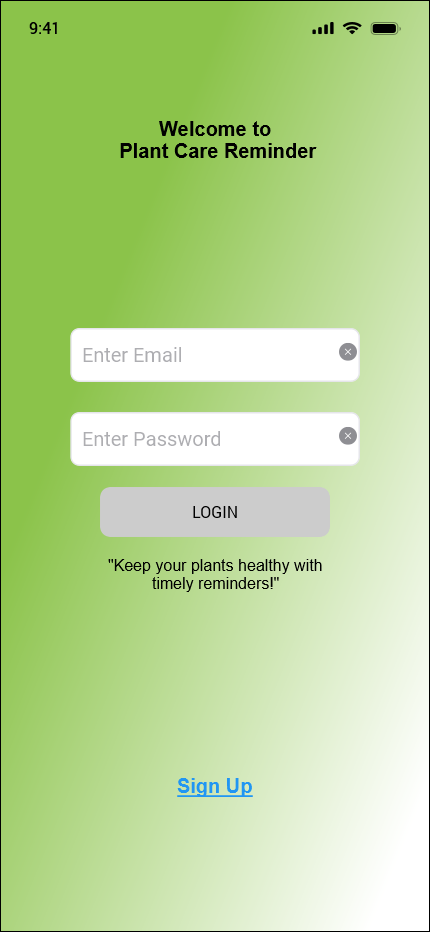 9:41
Welcome to
Plant Care Reminder
Enter Email
Enter Password
LOGIN
"Keep your plants healthy with
timely reminders!"
Sign Up